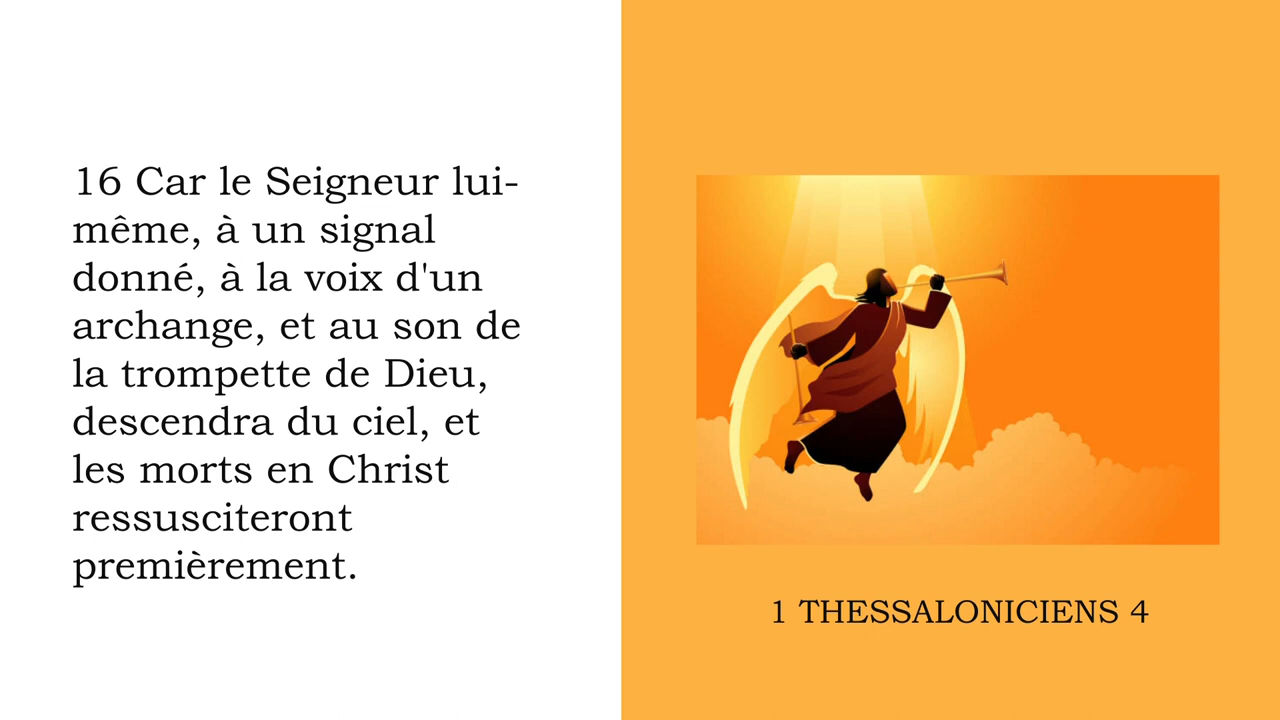 16 Car le Seigneur lui-
même, à un signal
donné, à la voix d'un
archange, et au son de
la trompette de Dieu,
descendra du ciel, et
les morts en Christ
ressusciteront
premièrement.
1 THESSALONICIENS 4